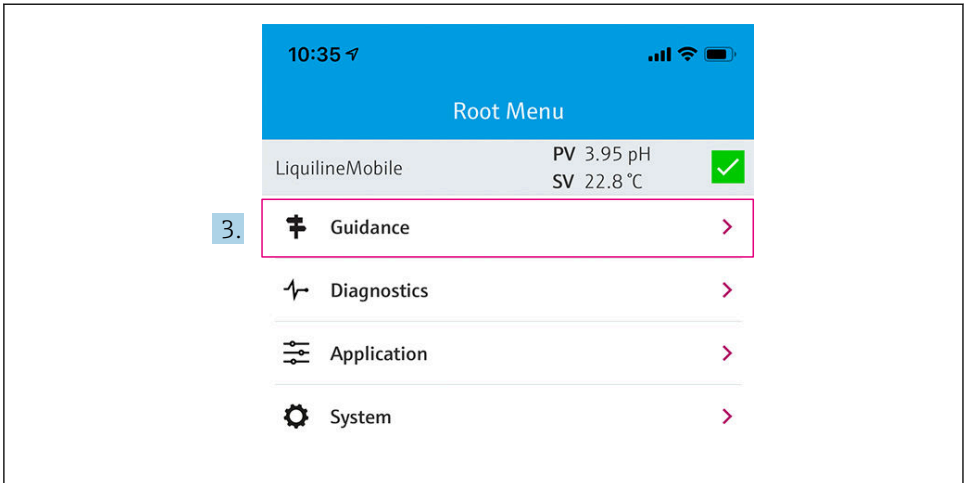 10:35
Root Menu
LiquilineMobile
PV 3.95 pH
SV 22.8 °C
3.
Guidance
Diagnostics
Application
System